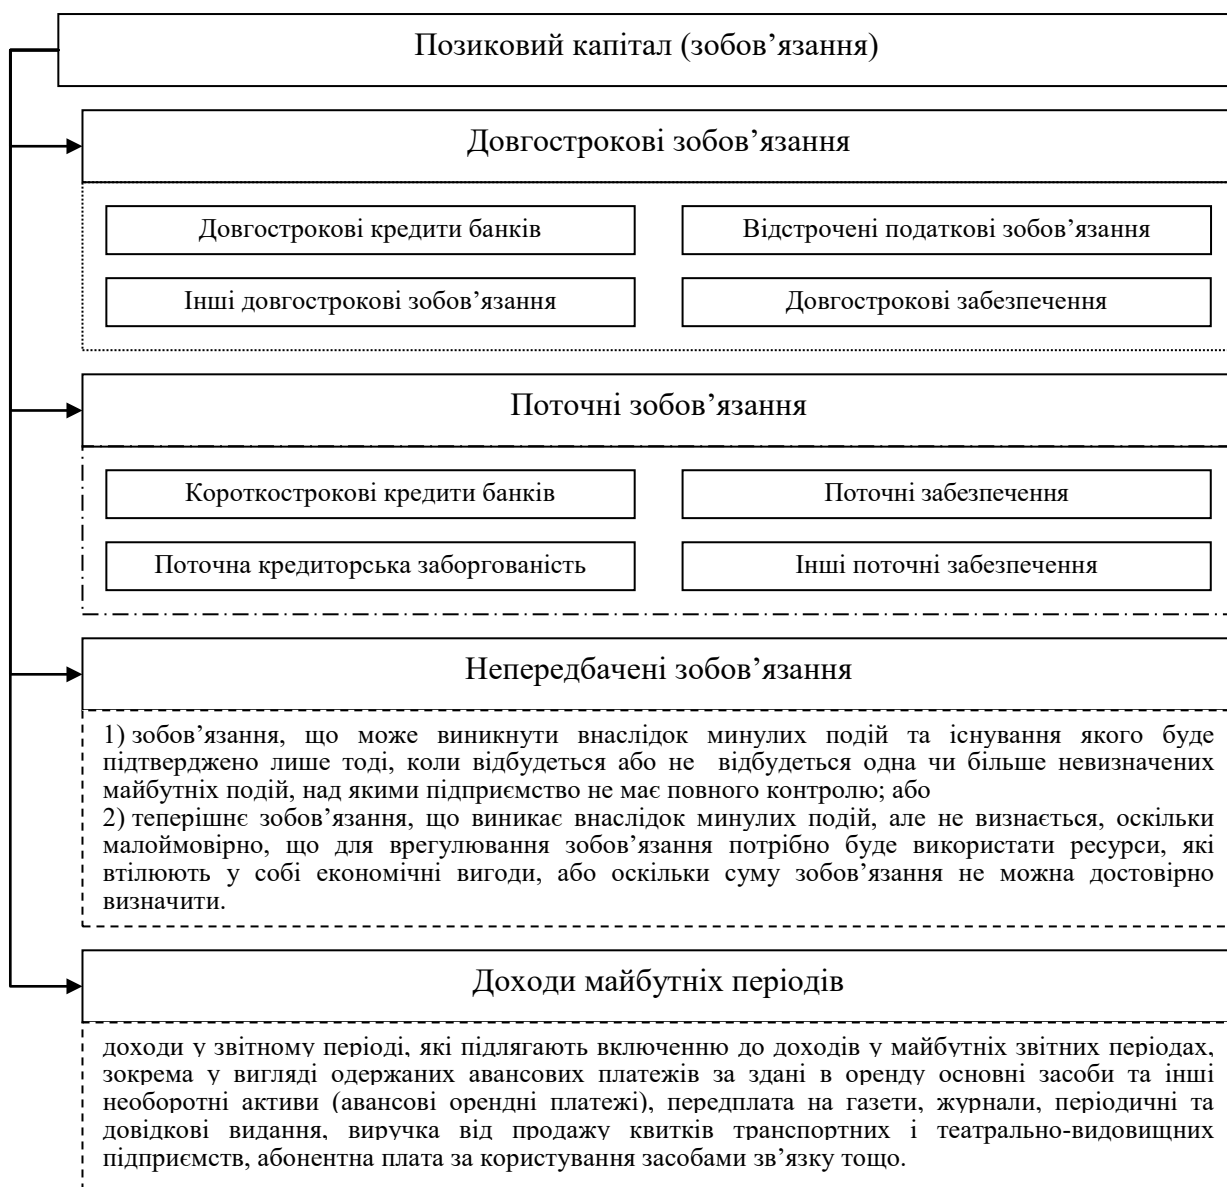 Позиковий капітал (зобов’язання)
Довгострокові зобов’язання
Довгострокові кредити банків
Відстрочені податкові зобов’язання
Інші довгострокові зобов’язання
Довгострокові забезпечення
Поточні зобов’язання
Короткострокові кредити банків
Поточні забезпечення
Поточна кредиторська заборгованість
Інші поточні забезпечення
Непередбачені зобов’язання
1) зобов’язання, що може виникнути внаслідок минулих подій та існування якого буде
підтверджено лише тоді, коли відбудеться або не відбудеться одна чи більше невизначених
майбутніх подій, над якими підприємство не має повного контролю; або
2) теперішнє зобов’язання, що виникає внаслідок минулих подій, але не визнається, оскільки
малоймовірно, що для врегулювання зобов’язання потрібно буде використати ресурси, які
втілюють у собі економічні вигоди, або оскільки суму зобов’язання не можна достовірно
визначити.
Доходи майбутніх періодів
доходи у звітному періоді, які підлягають включенню до доходів у майбутніх звітних періодах,
зокрема у вигляді одержаних авансових платежів за здані в оренду основні засоби та інші
необоротні активи (авансові орендні платежі), передплата на газети, журнали, періодичні та
довідкові видання, виручка від продажу квитків транспортних і театрально-видовищних
підприємств, абонентна плата за користування засобами зв’язку тощо.